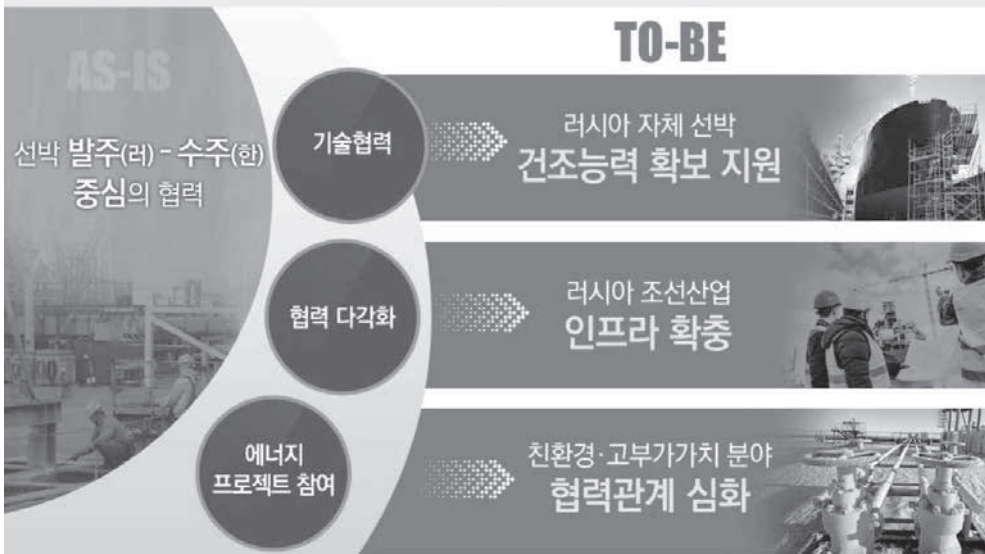 AS-IS
선박 발주(러) - 수주(한)
중심의 협력
TO-BE
기술협력
러시아 자체 선박
건조능력 확보 지원
협력 다각화
러시아 조선산업
인프라 확충
에너지
프로젝트 참여
친환경·고부가가치 분야
협력관계 심화